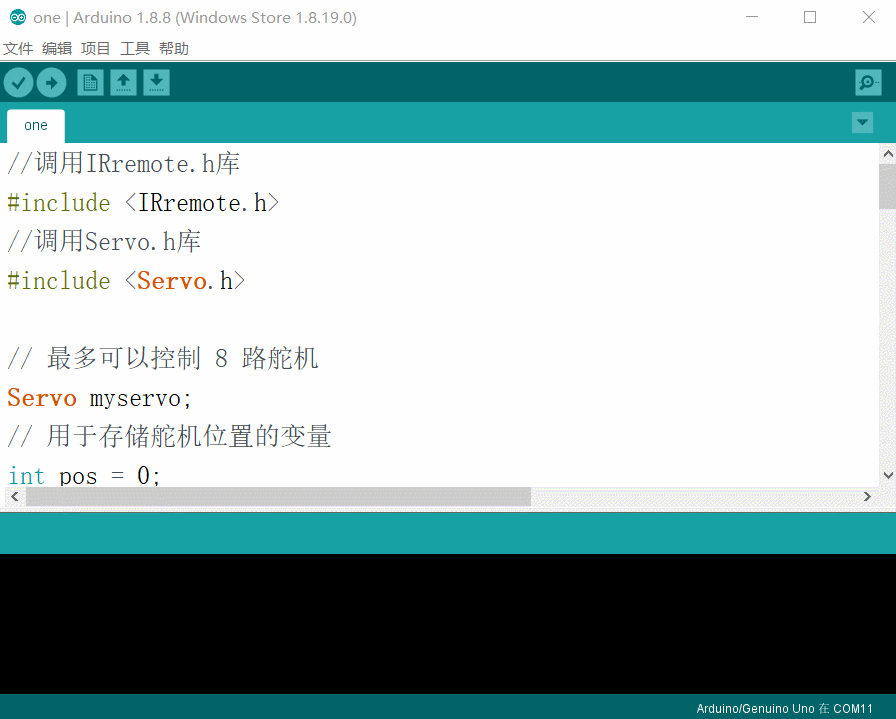 one | Arduino 1.8.8 (Windows Store 1.8.19.0)
文件 编辑 项目 工具 帮助
one
//调用IRremote.h库
#include <IRremote.h>
//调用Servo.h库
#include <Servo.h>
// 最多可以控制 8 路舵机
Servo myservo;
// 用于存储舵机位置的变量
int pos = 0;
Arduino/Genuino Uno 在 COM11